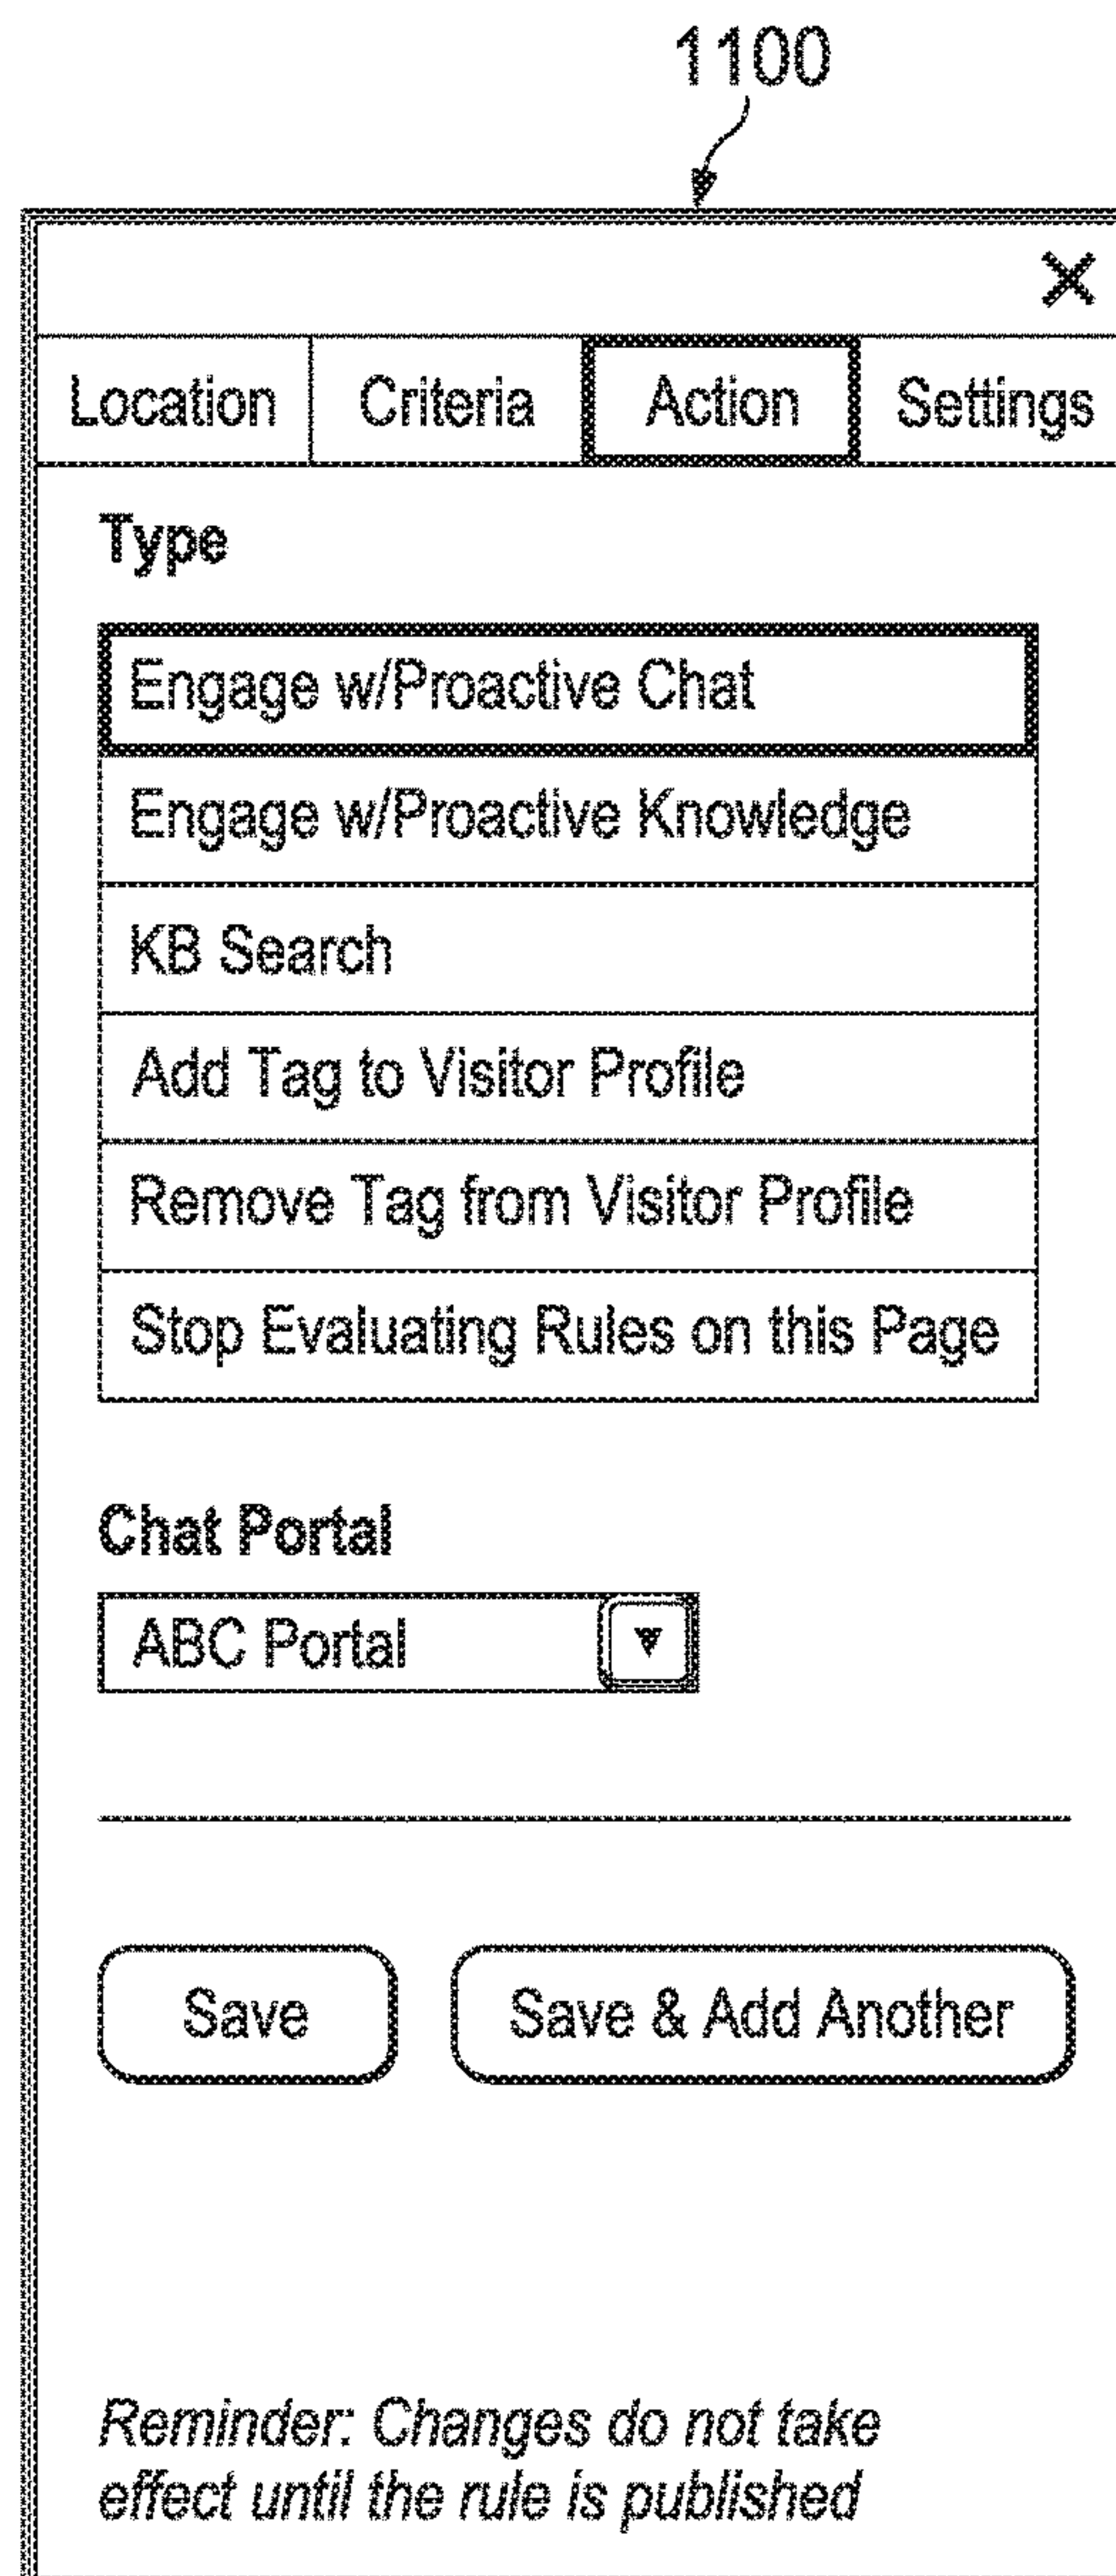 1100
Location Criteria Action Settings
Type
Engage w/Proactive Chat
Engage w/Proactive Knowledge
KB Search
Add Tag to Visitor Profile
Remove Tag from Visitor Profile
Stop Evaluating Rules on this Page
Chat Portal
ABC Portal
Save Save & Add Another
Reminder: Changes do not take
effect until the rule is published